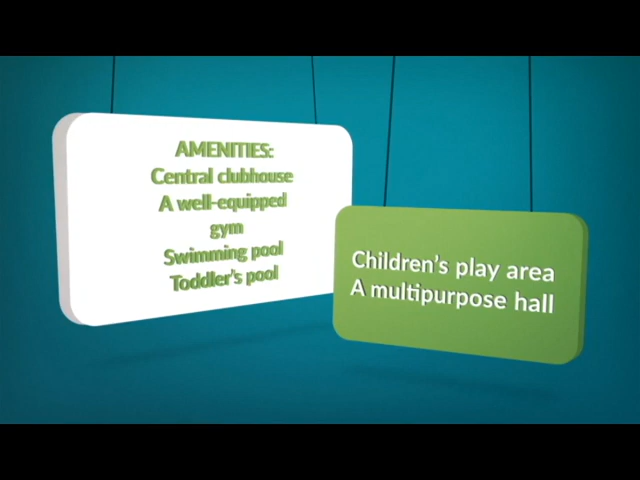 AMENITIES:
Central clubhouse
A well-equipped
gym
Swimming pool
Toddler's pool
Children's play area
A multipurpose hall